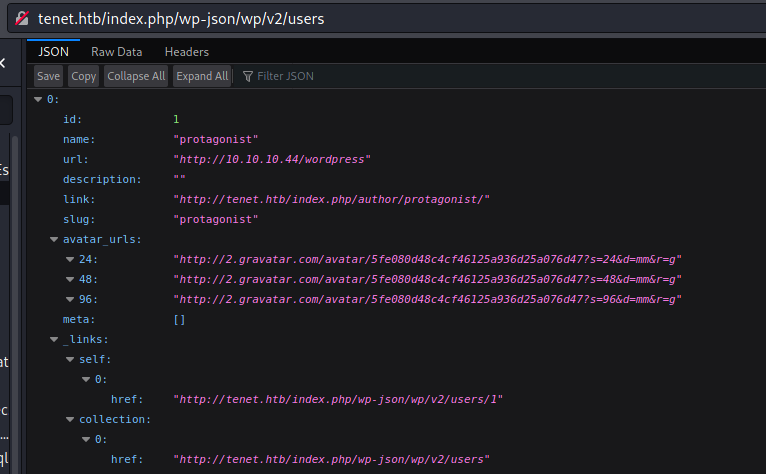 tenet.htb/index.php/wp-json/wp/v2/users
JSON Raw Data Headers
Save Copy Collapse All Expand All Filter JSON
0:
id: 1
name: "protagonist"
url: "http://10.10.10.44/wordpress"
Es
description: ""
link: "http://tenet.htb/index.php/author/protagonist/"
slug: "protagonist"
avatar_urls:
24: "http://2.gravatar.com/avatar/5fe080d48c4cf46125a936d25a076d47?s=24&d=mm&r=g"
48: "http://2.gravatar.com/avatar/5fe080d48c4cf46125a936d25a076d47?s=48&d=mm&r=g"
96: "http://2.gravatar.com/avatar/5fe080d48c4cf46125a936d25a076d47?s=96&d=mm&r=g"
meta: []
_links:
self:
at
0:
href: "http://tenet.htb/index.php/wp-json/wp/v2/users/1"
ec
collection:
...
0:
ql
href: "http://tenet.htb/index.php/wp-json/wp/v2/users"